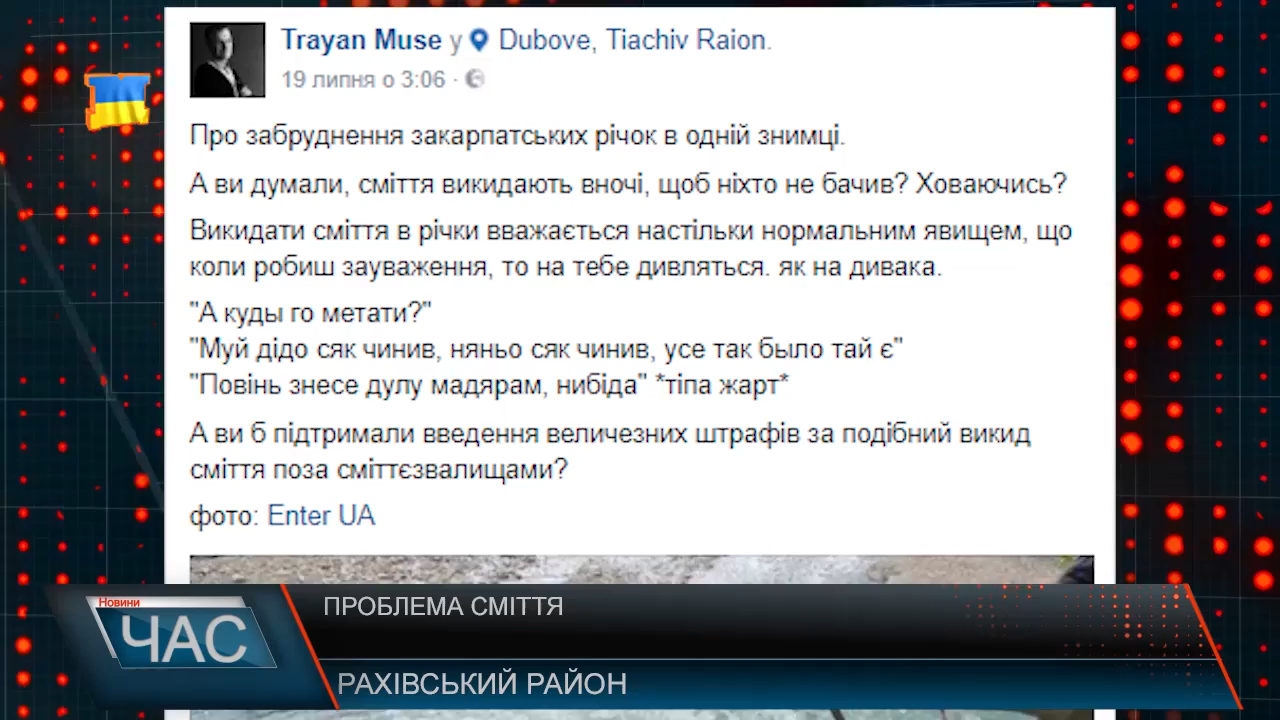 Trayan Muse у Dubove, Tiachiv Raion.
19 липня о 3:06 ·
Про забруднення закарпатських річок в одній знимці.
А ви думали, сміття викидають вночі, щоб ніхто не бачив? Ховаючись?
Викидати сміття в річки вважається настільки нормальним явищем, що
коли робиш зауваження, то на тебе дивляться. як на дивака.
"А куды го метати?"
"Муй дідо сяк чинив, няньо сяк чинив, усе так было тай є"
"Повінь знесе дулу мадярам, нибіда" *тіпа жарт*
А ви б підтримали введення величезних штрафів за подібний викид
сміття поза сміттєзвалищами?
фото: Enter UA
Новини
ЧАС
ПРОБЛЕМА СМІТТЯ
РАХІВСЬКИЙ РАЙОН